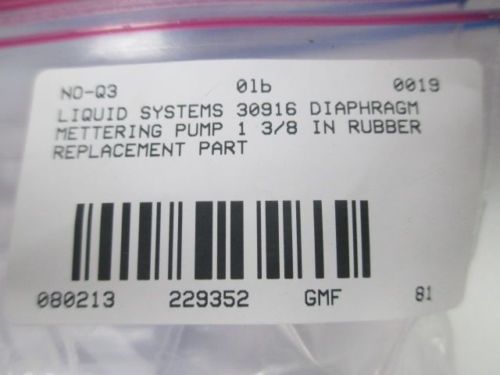 NO-Q3 01b 0019
LIQUID SYSTEMS 30916 DIAPHRAGM
METTERING PUMP 1 3/8 IN RUBBER
REPLACEMENT PART
080213 229352 GMF 81